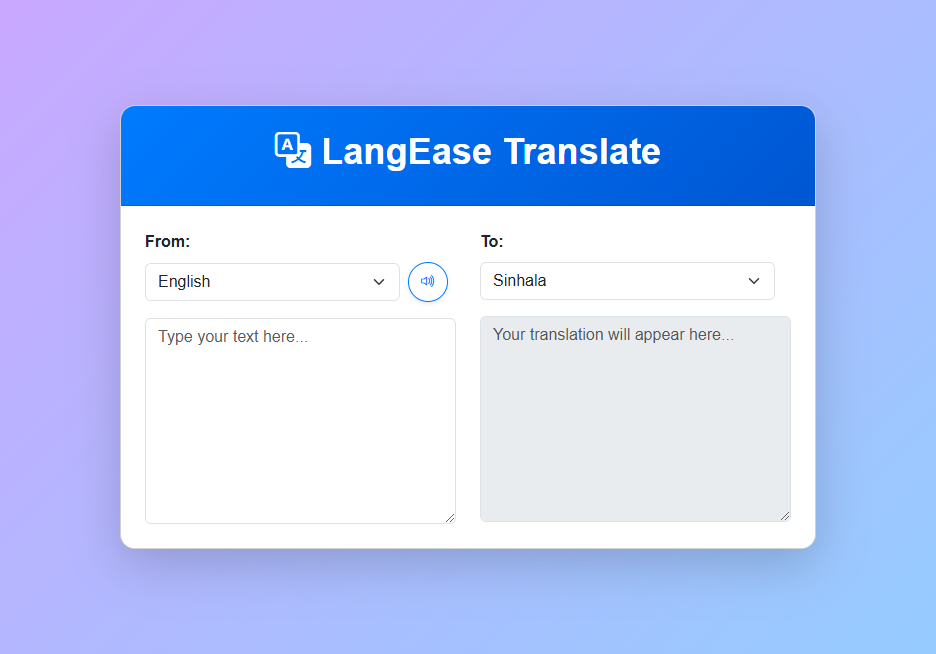 LangEase Translate
From:
English
Type your text here...
To:
Sinhala
Your translation will appear here...